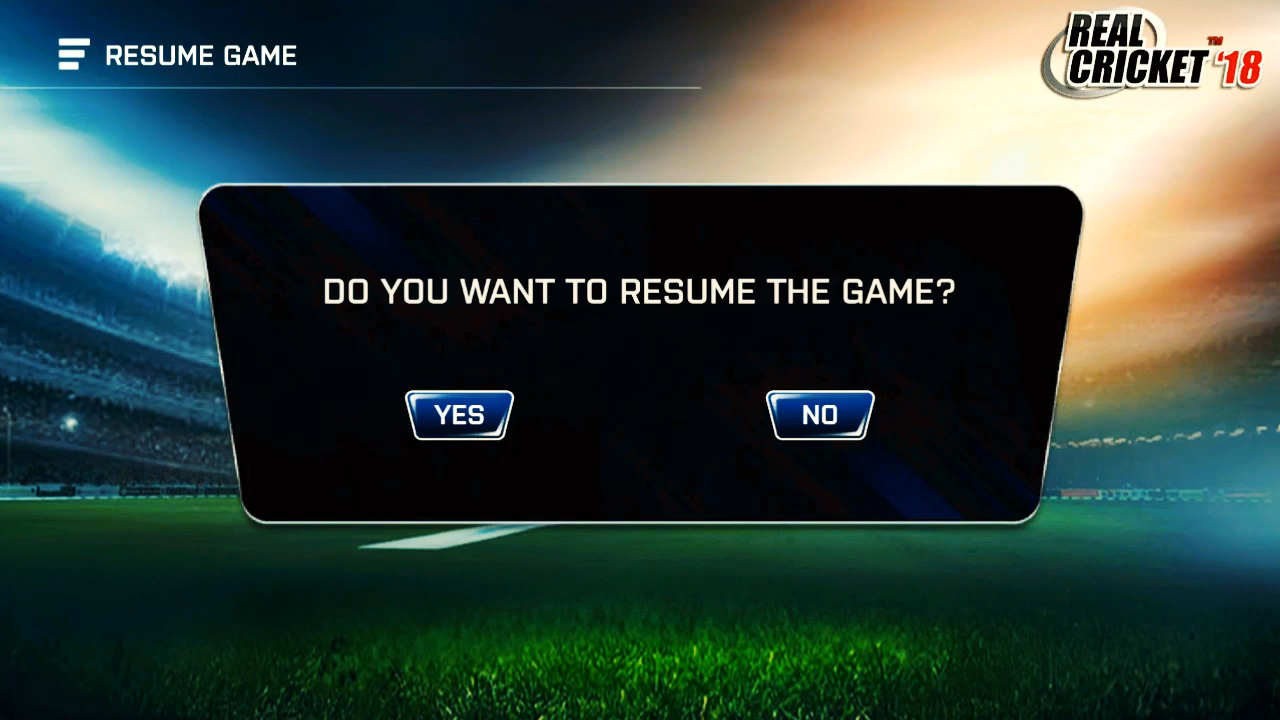 RESUME GAME
REAL
CRICKET ™ '18
DO YOU WANT TO RESUME THE GAME?
YES
NO